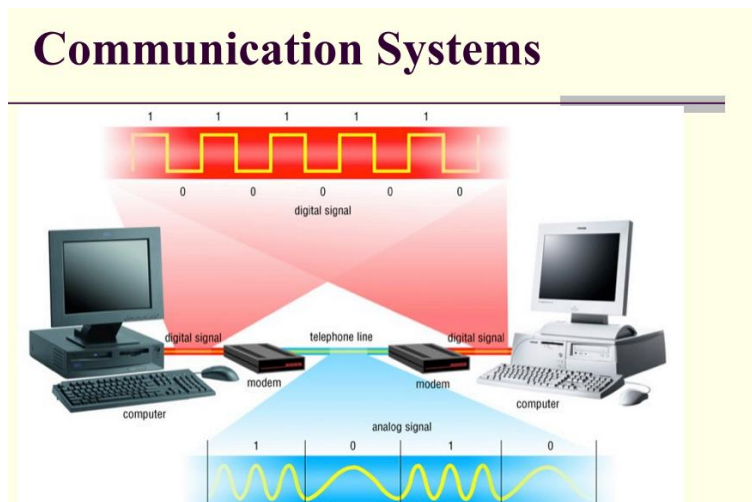 Communication Systems
1 1 1 1 1
0 0 0 0 0
digital signal
digital signal telephone line digital signal
modem modem
computer computer
analog signal
1 0 1 0